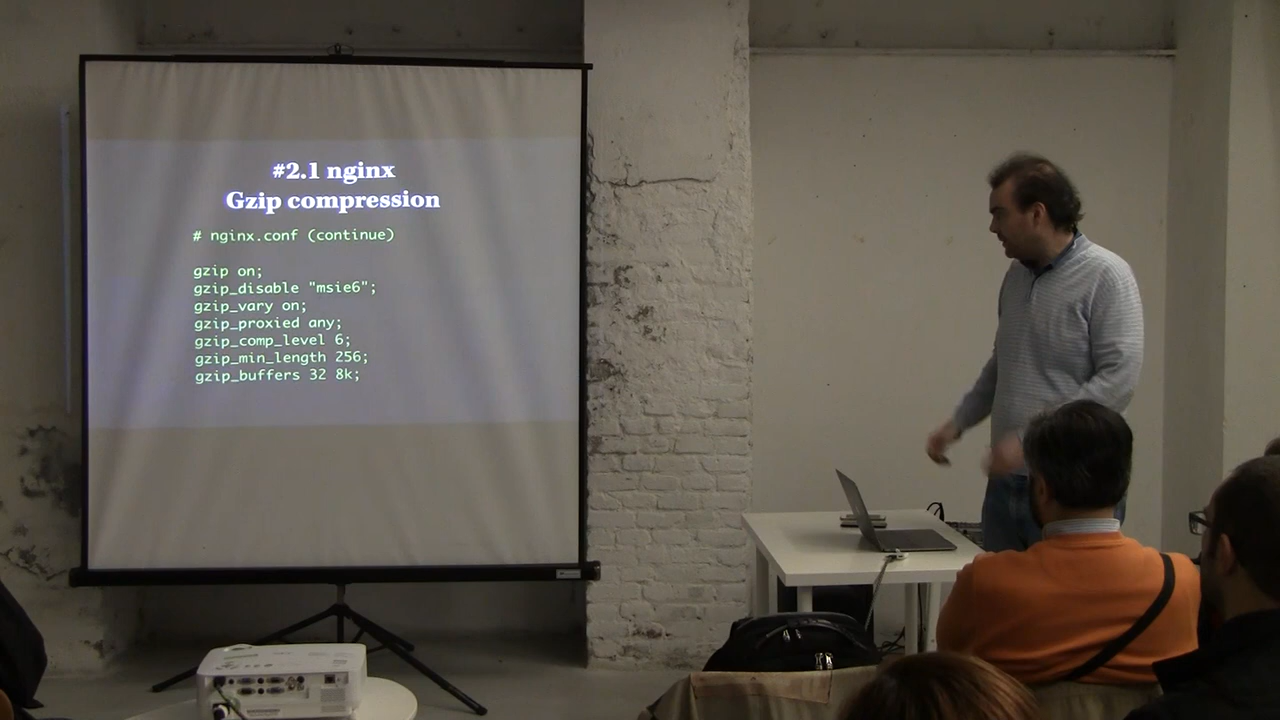 #2.1 nginx
Gzip compression
# nginx.conf (continue)
gzip on;
gzip_disable "msie6";
gzip_vary on;
gzip_proxied any;
gzip_comp_level 6;
gzip_min_length 256;
gzip_buffers 32 8k;